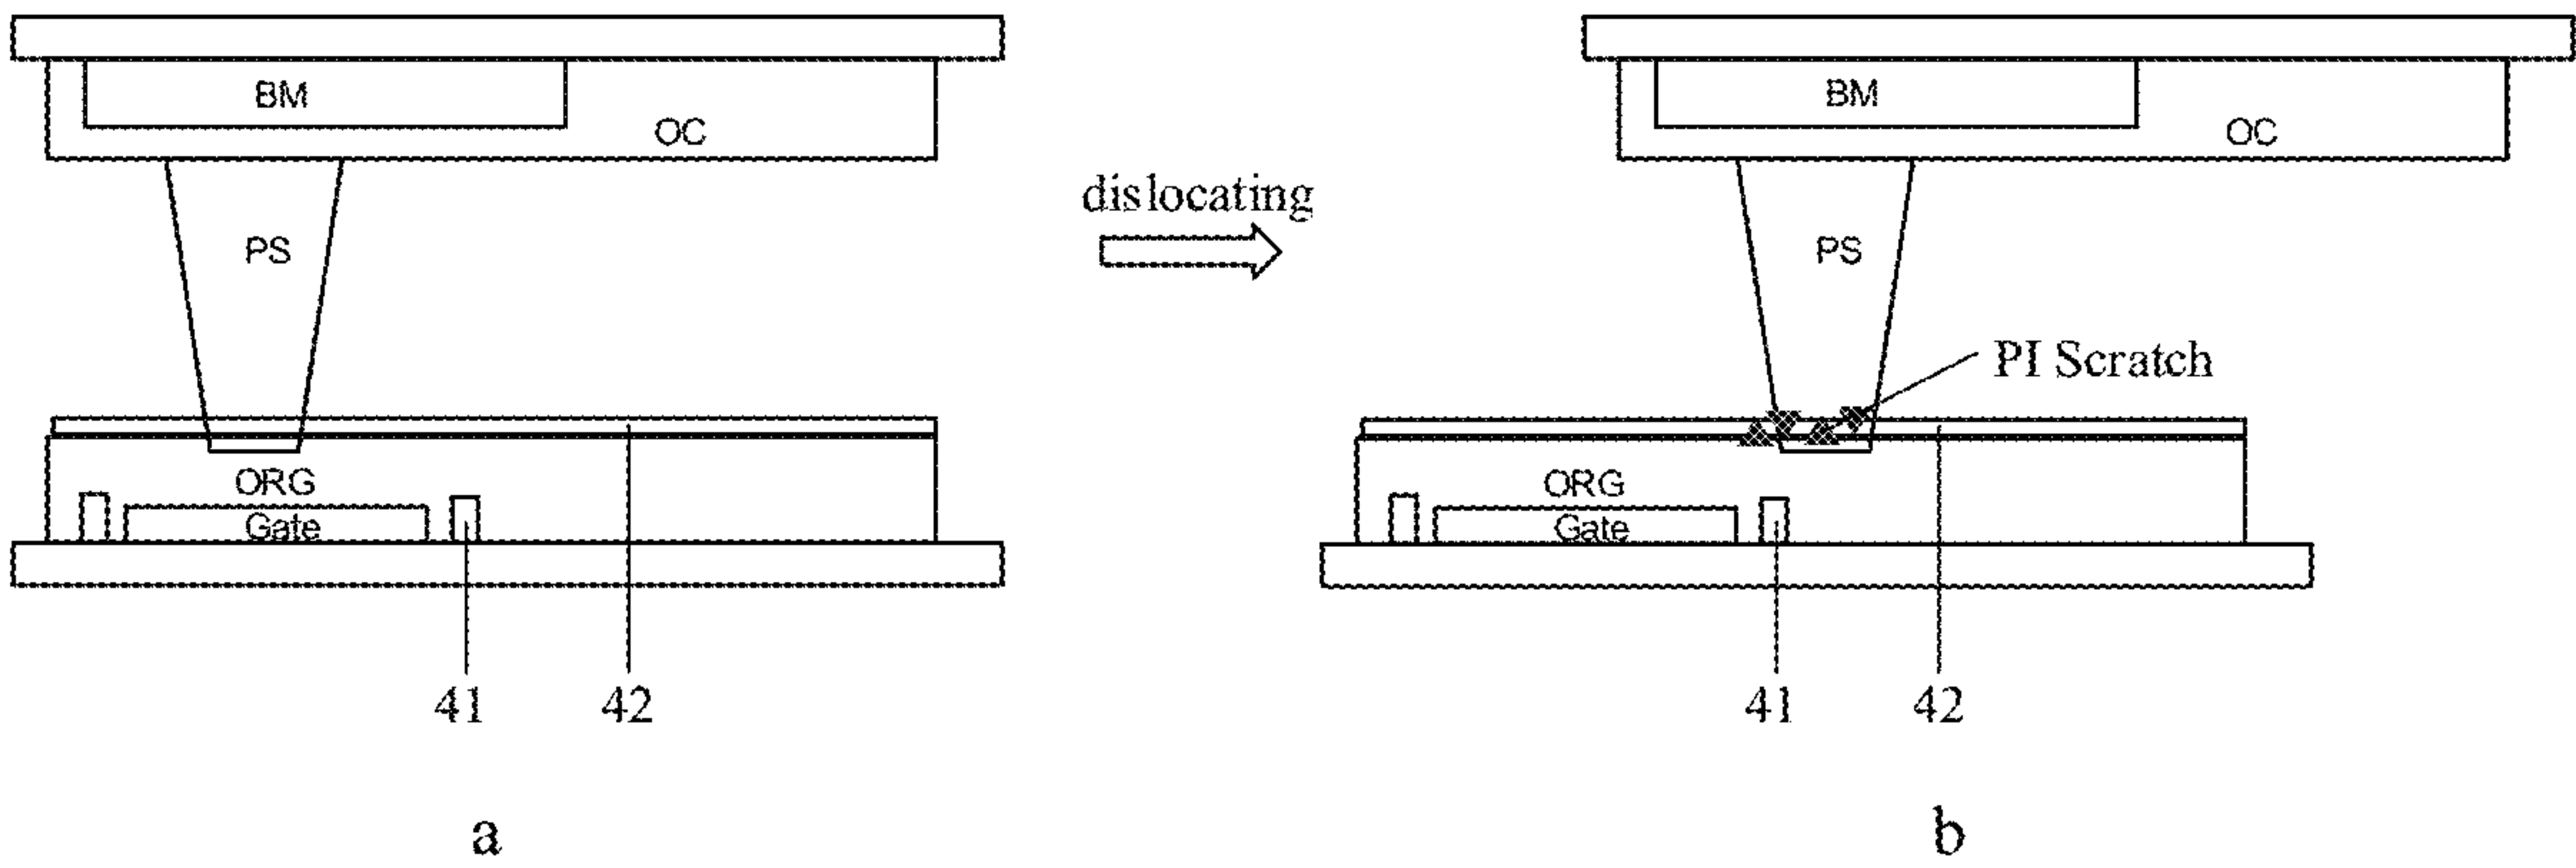 BM
OC
PS
ORG
Gate
41
42
a
dislocating
BM
OC
PS
PI Scratch
ORG
Gate
41
42
b